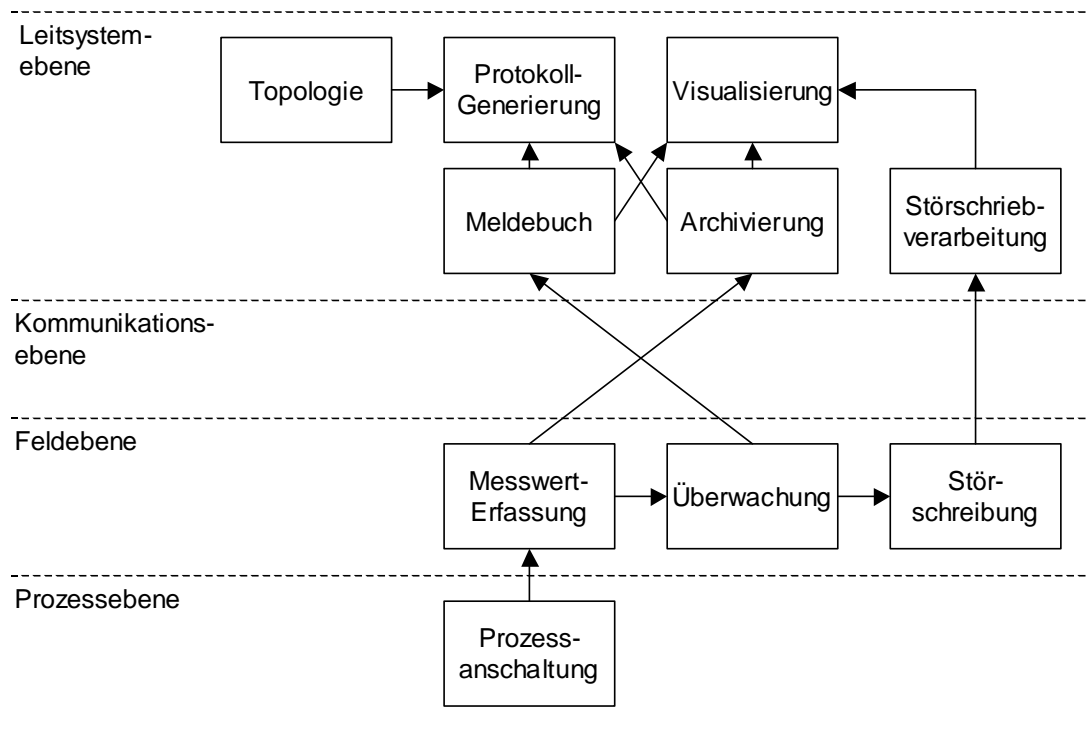 Leitsystem-
ebene
Topologie
Protokoll-
Generierung
Visualisierung
Meldebuch
Archivierung
Störschrieb-
verarbeitung
Kommunikations-
ebene
Feldebene
Messwert-
Erfassung
Überwachung
Stör-
schreibung
Prozessebene
Prozess-
anschaltung